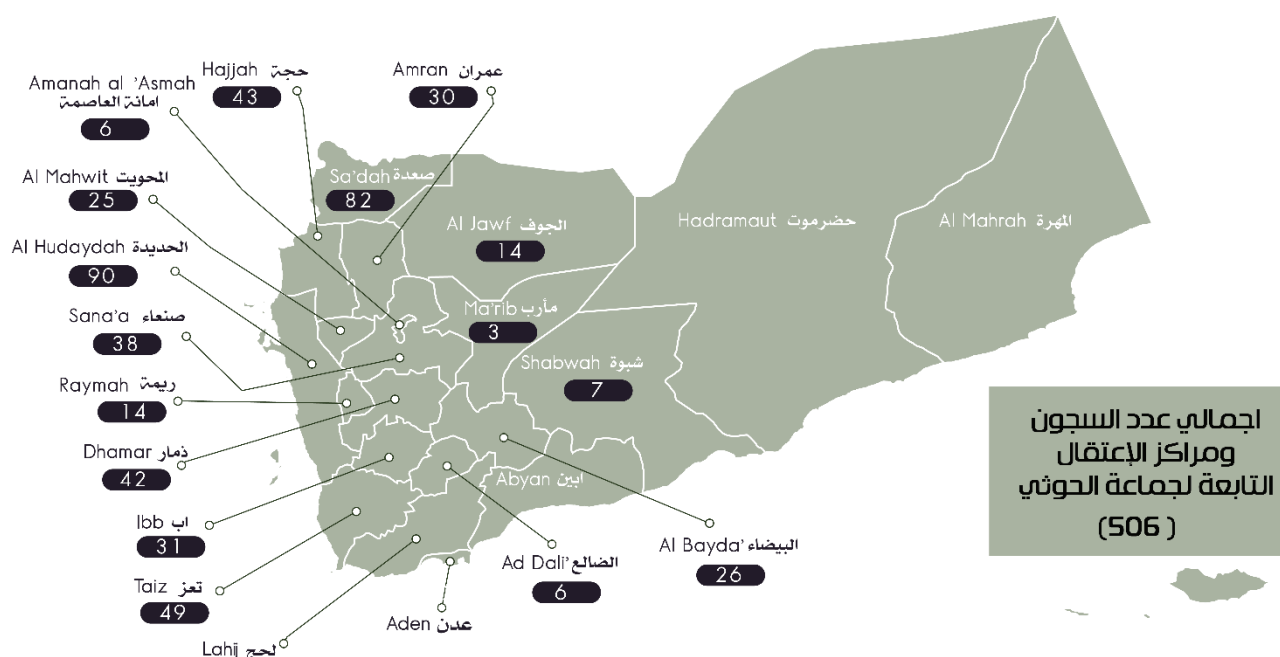 Hajjah حجة
43
Amran عمران
30
Amanah al 'Asmah
امانة العاصمة
6
Al Mahwit المحويت
25
Sa'dah صعدة
82
Al Jawf الجوف
14
Hadramaut حضرموت
Al Mahrah المهرة
Al Hudaydah الحديدة
90
Ma'rib مأرب
3
Sana'a صنعاء
38
Shabwah شبوة
7
Raymah ريمة
14
Dhamar ذمار
42
Abyan ابين
Ibb اب
31
Al Bayda' البيضاء
26
Ad Dali' الضالع
6
Taiz تعز
49
Aden عدن
Lahij لحج
اجمالي عدد السجون
ومراكز الإعتقال
التابعة لجماعة الحوثي
(506 )